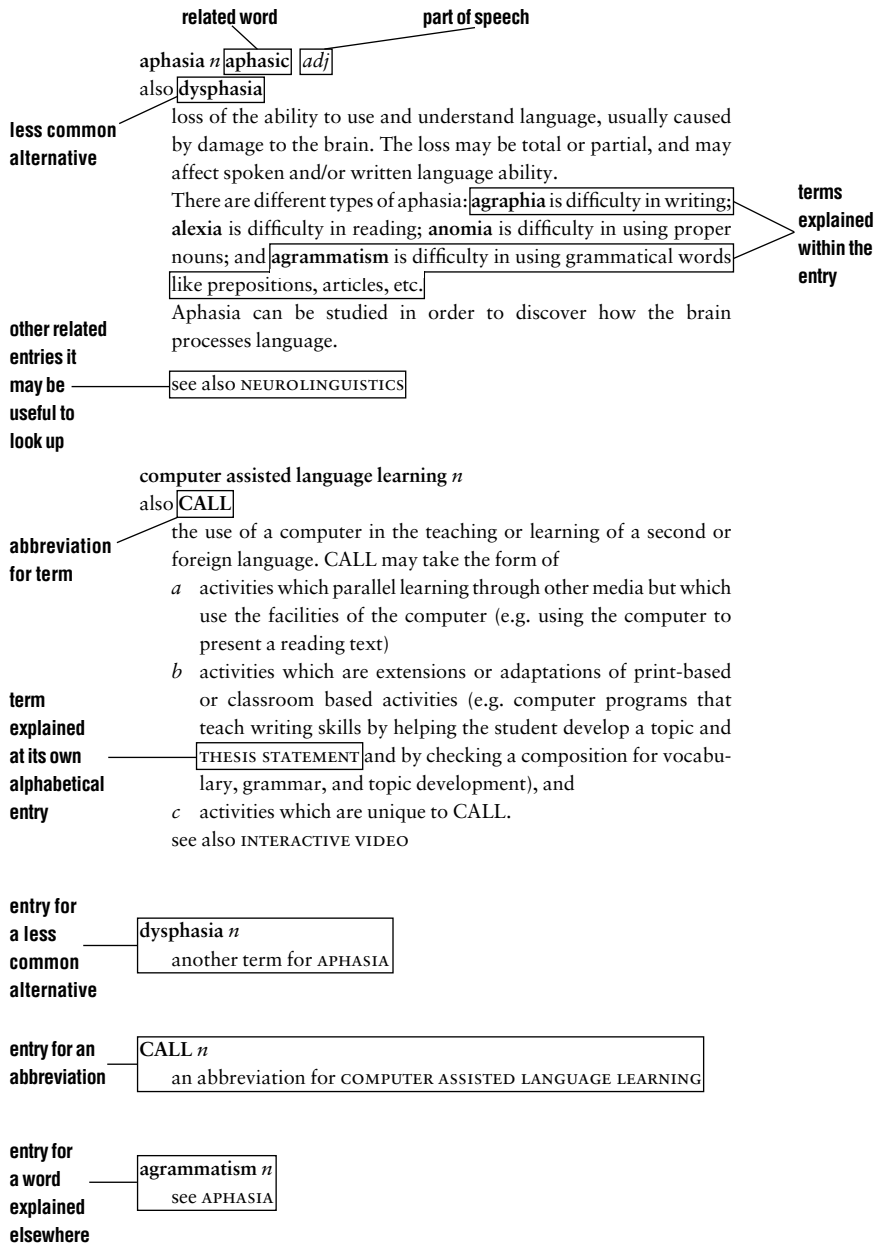 related word
part of speech
aphasia n aphasic adj
also dysphasia
less common
alternative
loss of the ability to use and understand language, usually caused
by damage to the brain. The loss may be total or partial, and may
affect spoken and/or written language ability.
There are different types of aphasia: agraphia is difficulty in writing;
alexia is difficulty in reading; anomia is difficulty in using proper
nouns; and agrammatism is difficulty in using grammatical words
like prepositions, articles, etc.
terms
explained
within the
entry
Aphasia can be studied in order to discover how the brain
processes language.
other related
entries it
may be
useful to
look up
see also NEUROLINGUISTICS
computer assisted language learning n
also CALL
abbreviation
for term
the use of a computer in the teaching or learning of a second or
foreign language. CALL may take the form of
a activities which parallel learning through other media but which
use the facilities of the computer (e.g. using the computer to
present a reading text)
b activities which are extensions or adaptations of print-based
or classroom based activities (e.g. computer programs that
teach writing skills by helping the student develop a topic and
THESIS STATEMENT and by checking a composition for vocabu-
lary, grammar, and topic development), and
term
explained
at its own
alphabetical
entry
c activities which are unique to CALL.
see also INTERACTIVE VIDEO
entry for
a less
common
alternative
dysphasia n
another term for APHASIA
entry for an
abbreviation
CALL n
an abbreviation for COMPUTER ASSISTED LANGUAGE LEARNING
entry for
a word
explained
elsewhere
agrammatism n
see APHASIA